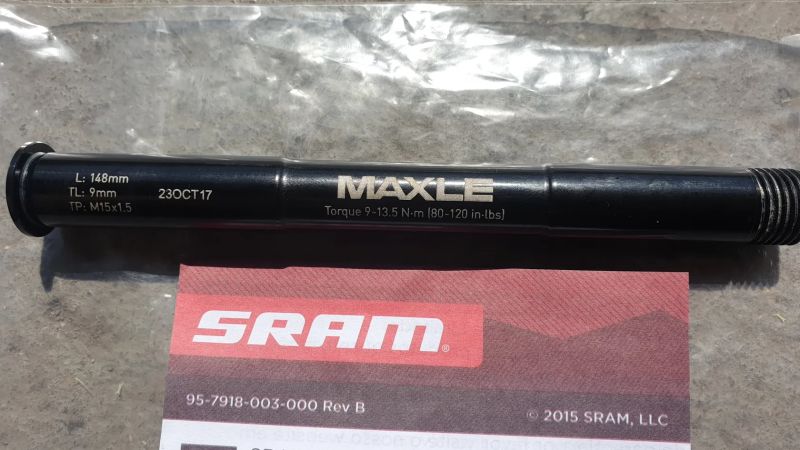 L: 148mm
TL: 9mm
TP: M15x1.5
23OCT17
MAXLE
Torque 9-13.5 N·m (80-120 in·lbs)
SRAM®
95-7918-003-000 Rev B
© 2015 SRAM, LLC